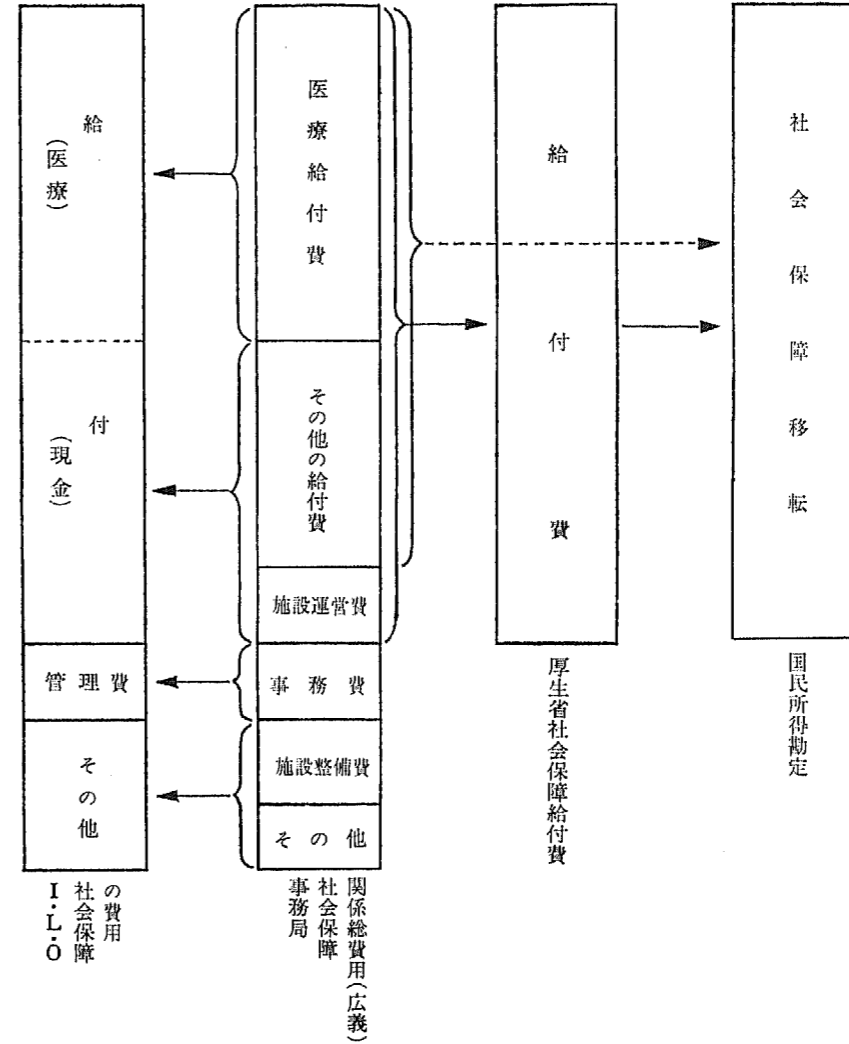 給付
(医療)
(現金)
管理費
その他
I・L・O
社会保障
の費用
医療給付費
その他の給付費
施設運営費
事務費
施設整備費
その他
事務局
社会保障
関係総費用(広義)
給付費
厚生省社会保障給付費
社会保障移転
国民所得勘定